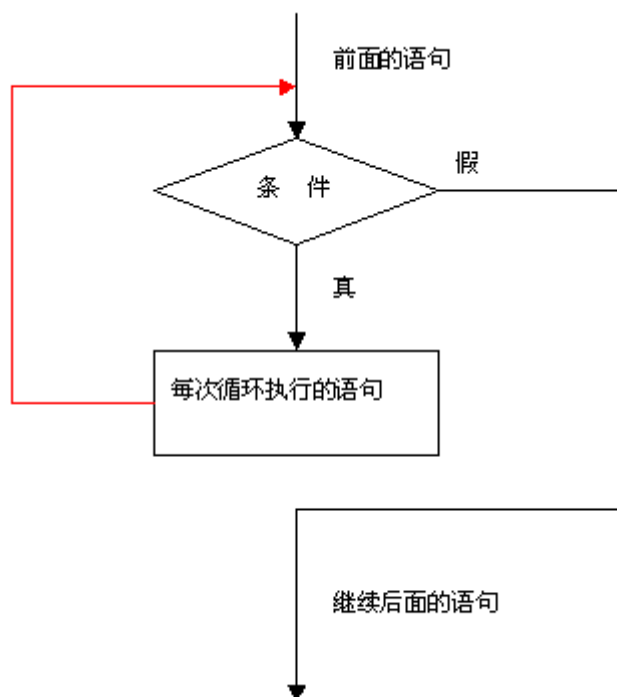 前面的语句
假
条 件
真
每次循环执行的语句
继续后面的语句